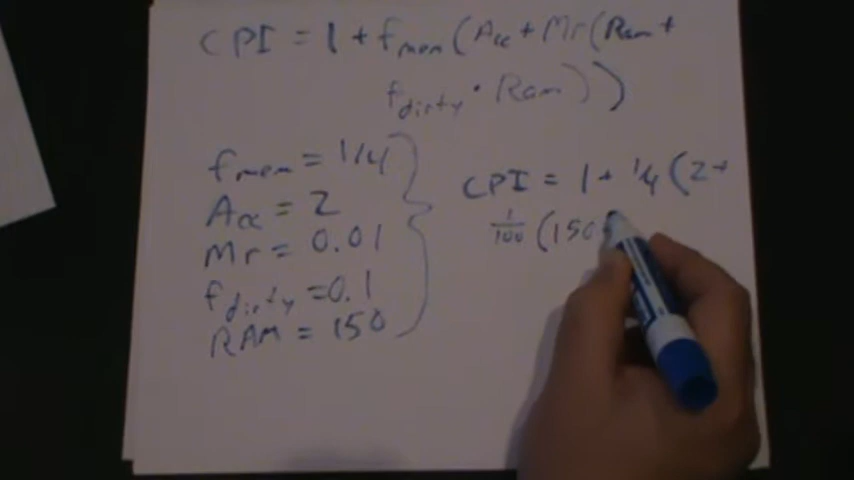 CPI = 1 + fmem (Acc + Mr (Ram +
fdirty · Ram))
fmem = 1/4
Acc = 2
Mr = 0.01
fdirty = 0.1
RAM = 150
CPI = 1 + 1/4 (2 +
1/100 (150